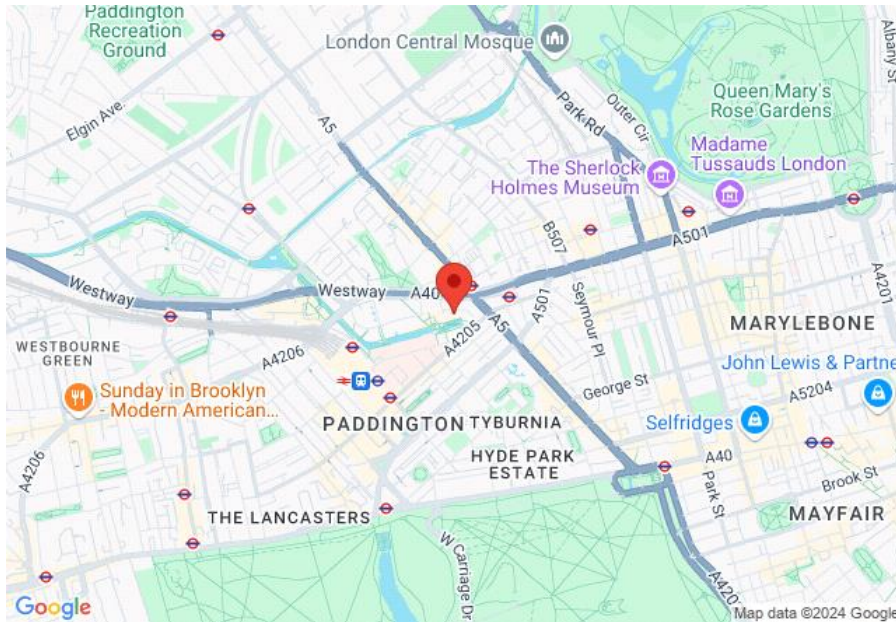 Paddington
Recreation
Ground
London Central Mosque
Albany St
Elgin Ave.
A5
Park Rd
Outer Cir
Queen Mary's
Rose Gardens
Madame
Tussauds London
The Sherlock
Holmes Museum
B507
A501
A4201
Westway
Westway
A40
A5
A501
Seymour Pl
MARYLEBONE
A4205
WESTBOURNE
GREEN
A4206
John Lewis & Partne
Sunday in Brooklyn
- Modern American...
George St
A5204
Selfridges
PADDINGTON
TYBURNIA
HYDE PARK
ESTATE
A40
A4206
Park St
Brook St
MAYFAIR
THE LANCASTERS
W Carriage Dr
A420
Google
Map data ©2024 Google